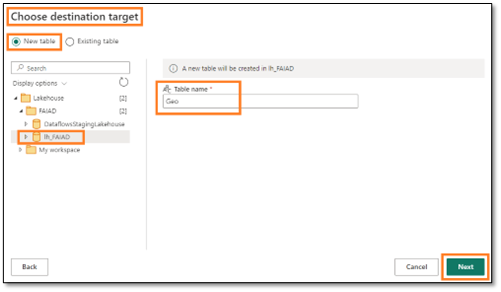 Choose destination target
New table
Existing table
Search
Display options
Lakehouse [2]
FAIAD [2]
DataflowsStagingLakehouse
lh_FAIAD
My workspace
A new table will be created in lh_FAIAD
Table name *
Geo
Back
Cancel
Next